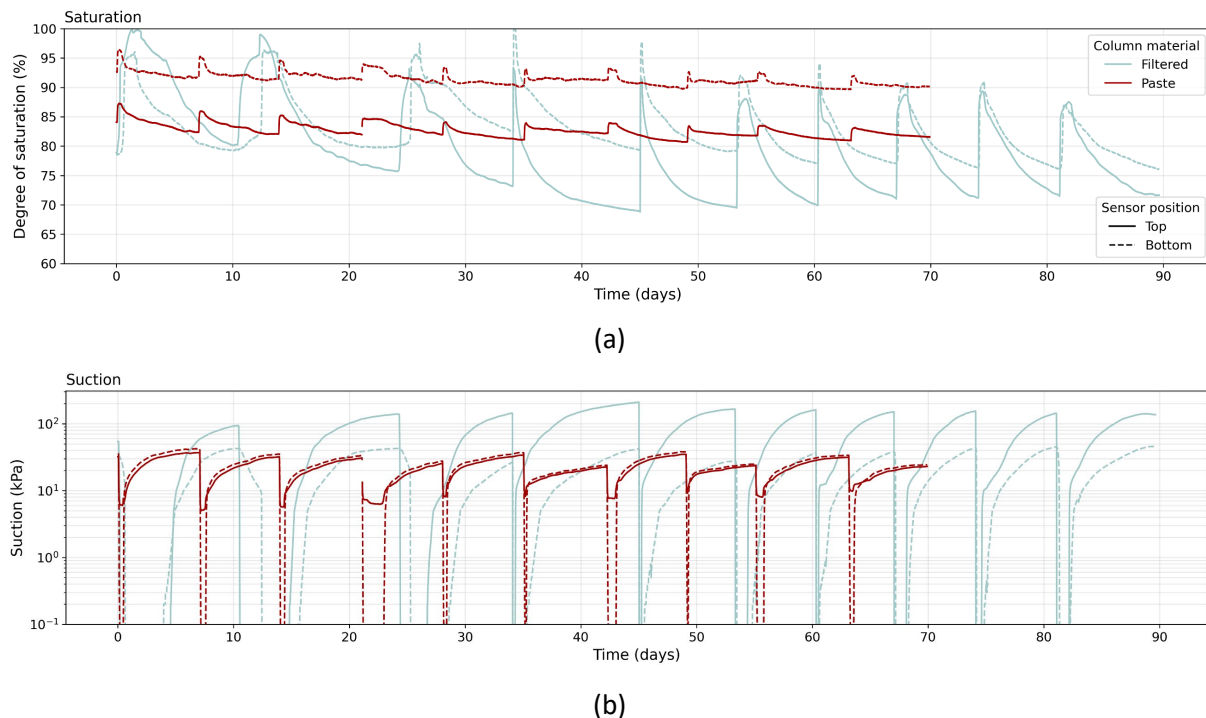 Saturation
Degree of saturation (%)
100
95
90
85
80
75
70
65
60
Column material
Filtered
Paste
Sensor position
Top
Bottom
0 10 20 30 40 50 60 70 80 90
Time (days)
(a)
Suction
Suction (kPa)
10²
10¹
10⁰
10⁻¹
0 10 20 30 40 50 60 70 80 90
Time (days)
(b)